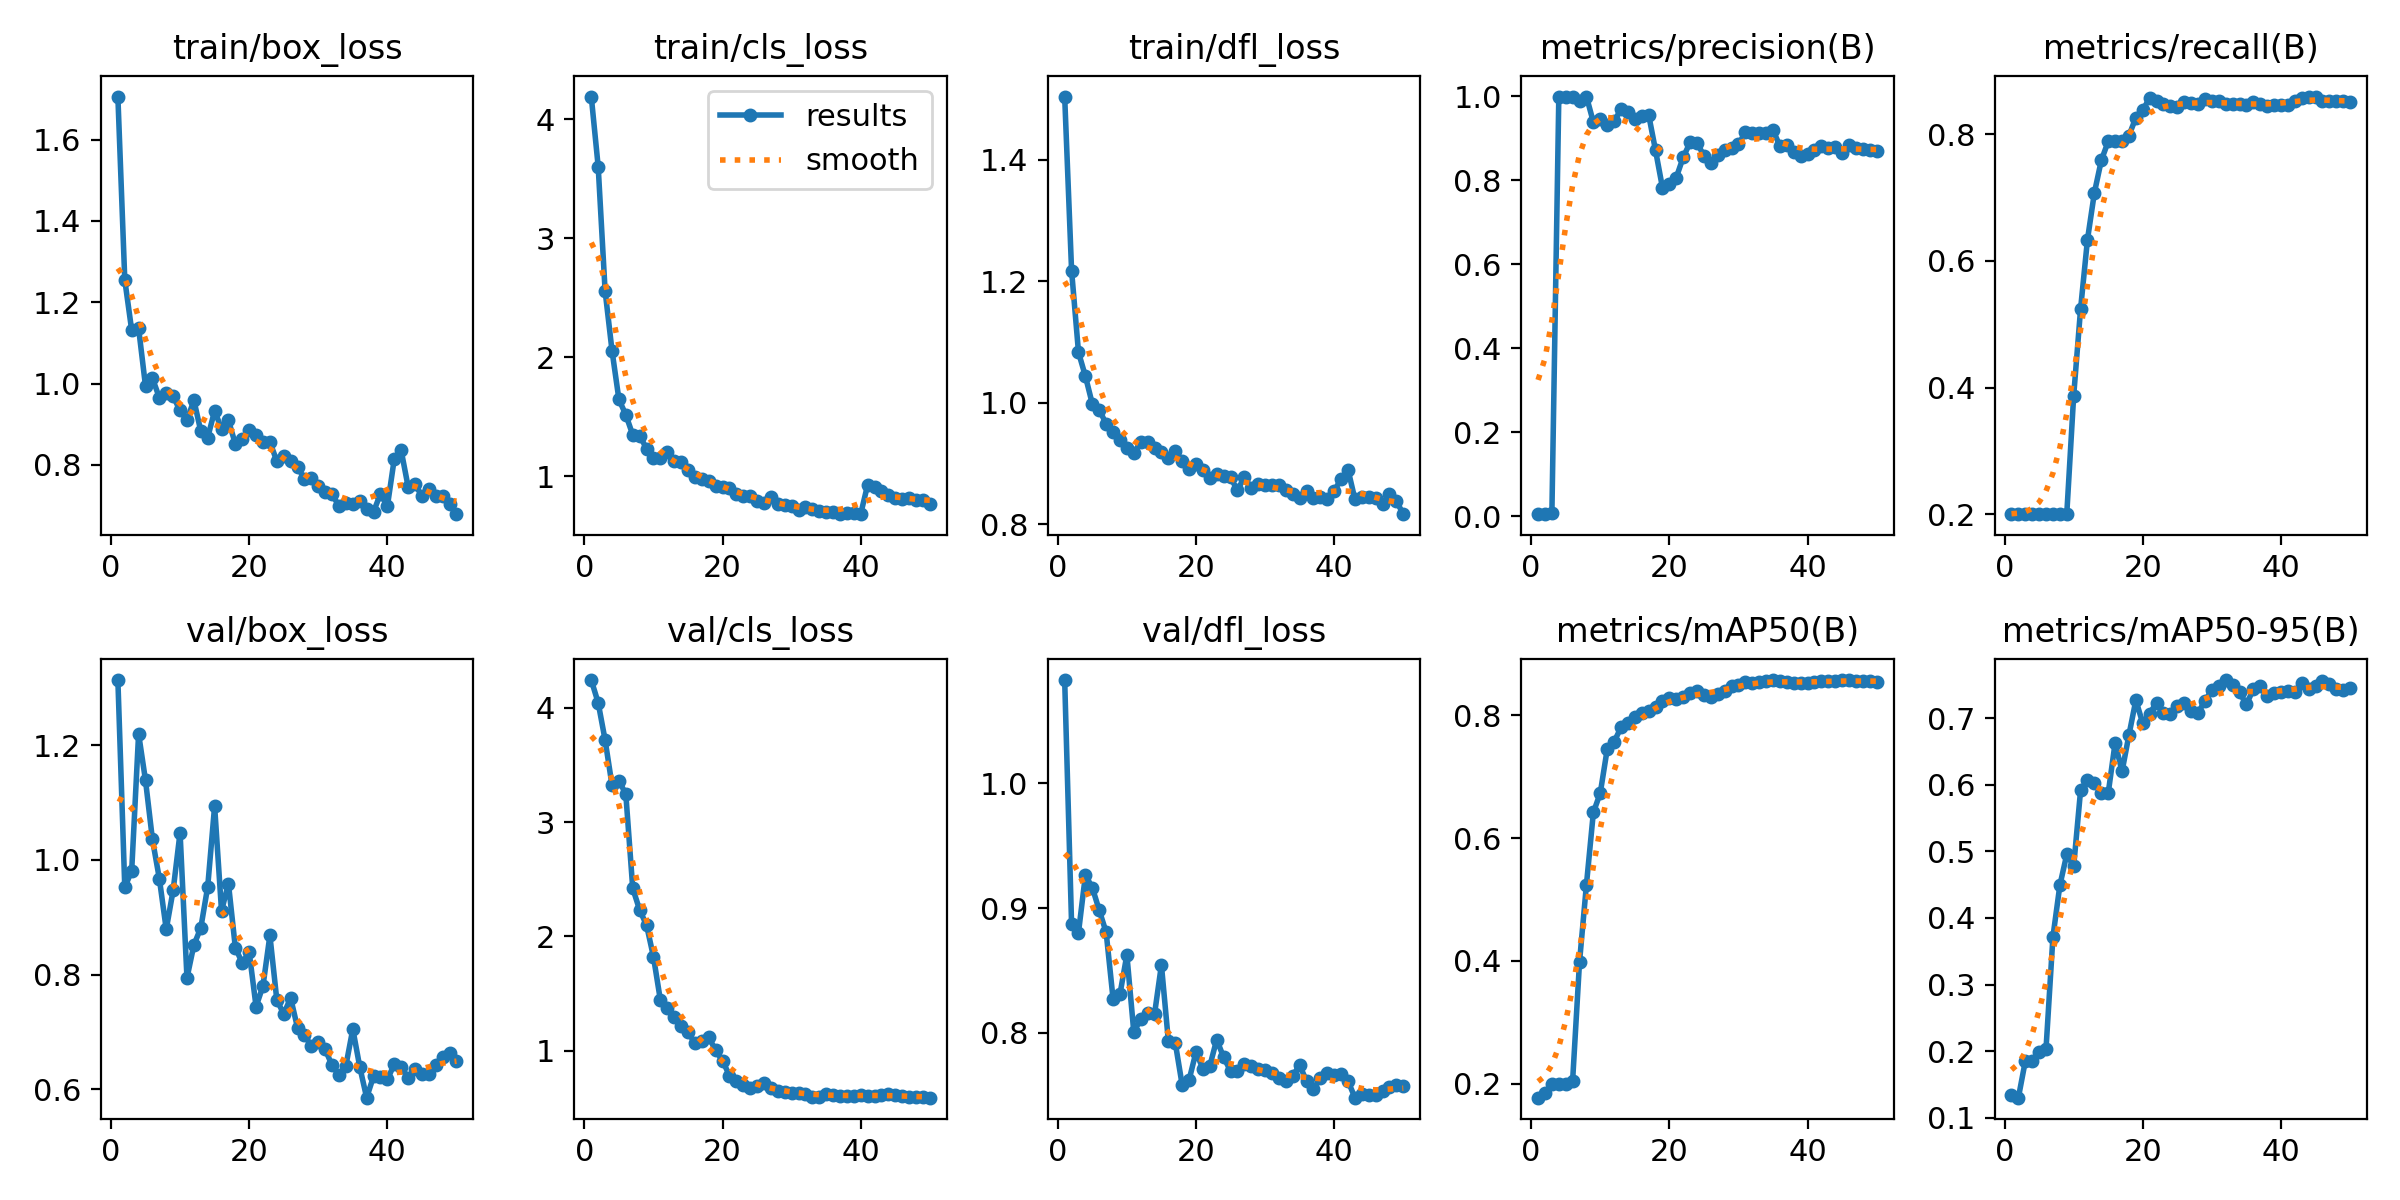 train/box_loss
1.6
1.4
1.2
1.0
0.8
0 20 40
train/cls_loss
results
smooth
4
3
2
1
0 20 40
train/dfl_loss
1.4
1.2
1.0
0.8
0 20 40
metrics/precision(B)
1.0
0.8
0.6
0.4
0.2
0.0
0 20 40
metrics/recall(B)
0.8
0.6
0.4
0.2
0 20 40
val/box_loss
1.2
1.0
0.8
0.6
0 20 40
val/cls_loss
4
3
2
1
0 20 40
val/dfl_loss
1.0
0.9
0.8
0 20 40
metrics/mAP50(B)
0.8
0.6
0.4
0.2
0 20 40
metrics/mAP50-95(B)
0.7
0.6
0.5
0.4
0.3
0.2
0.1
0 20 40